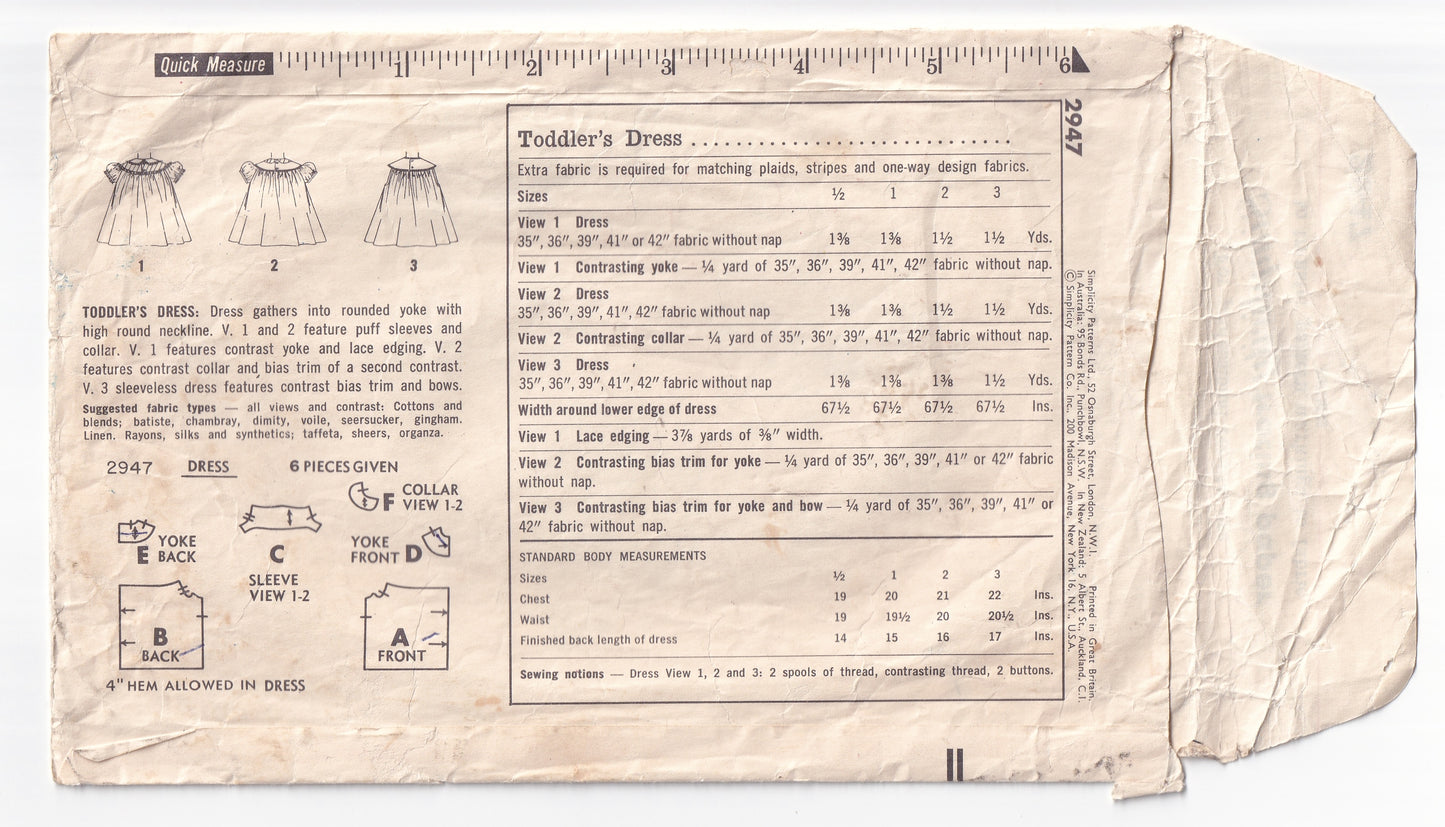 Quick Measure 1 2 3 4 5 6
1 2 3
TODDLER'S DRESS: Dress gathers into rounded yoke with
high round neckline. V. 1 and 2 feature puff sleeves and
collar. V. 1 features contrast yoke and lace edging. V. 2
features contrast collar and bias trim of a second contrast.
V. 3 sleeveless dress features contrast bias trim and bows.
Suggested fabric types — all views and contrast: Cottons and
blends; batiste, chambray, dimity, voile, seersucker, gingham.
Linen. Rayons, silks and synthetics; taffeta, sheers, organza.
2947 DRESS 6 PIECES GIVEN
F COLLAR
VIEW 1-2
E YOKE
BACK
C
SLEEVE
VIEW 1-2
YOKE
FRONT D
B
BACK
A
FRONT
4" HEM ALLOWED IN DRESS
Toddler's Dress ..............................
Extra fabric is required for matching plaids, stripes and one-way design fabrics.
Sizes ½ 1 2 3
View 1 Dress
35", 36", 39", 41" or 42" fabric without nap 1⅜ 1⅜ 1½ 1½ Yds.
View 1 Contrasting yoke — ¼ yard of 35", 36", 39", 41", 42" fabric without nap.
View 2 Dress
35", 36", 39", 41", 42" fabric without nap 1⅜ 1⅜ 1½ 1½ Yds.
View 2 Contrasting collar — ¼ yard of 35", 36", 39", 41", 42" fabric without nap.
View 3 Dress
35", 36", 39", 41", 42" fabric without nap 1⅜ 1⅜ 1⅜ 1½ Yds.
Width around lower edge of dress 67½ 67½ 67½ 67½ Ins.
View 1 Lace edging — 3⅞ yards of ⅜" width.
View 2 Contrasting bias trim for yoke — ¼ yard of 35", 36", 39", 41" or 42" fabric
without nap.
View 3 Contrasting bias trim for yoke and bow — ¼ yard of 35", 36", 39", 41" or
42" fabric without nap.
STANDARD BODY MEASUREMENTS
Sizes ½ 1 2 3
Chest 19 20 21 22 Ins.
Waist 19 19½ 20 20½ Ins.
Finished back length of dress 14 15 16 17 Ins.
Sewing notions — Dress View 1, 2 and 3: 2 spools of thread, contrasting thread, 2 buttons.
2947
Simplicity Patterns Ltd., 52 Osnaburgh Street, London, N.W.1. Printed in Great Britain.
In Australia: 95 Bonds Rd., Punchbowl, N.S.W. In New Zealand: 5 Albert St., Auckland, C.1.
© Simplicity Pattern Co. Inc., 200 Madison Avenue, New York 16, N.Y., U.S.A.